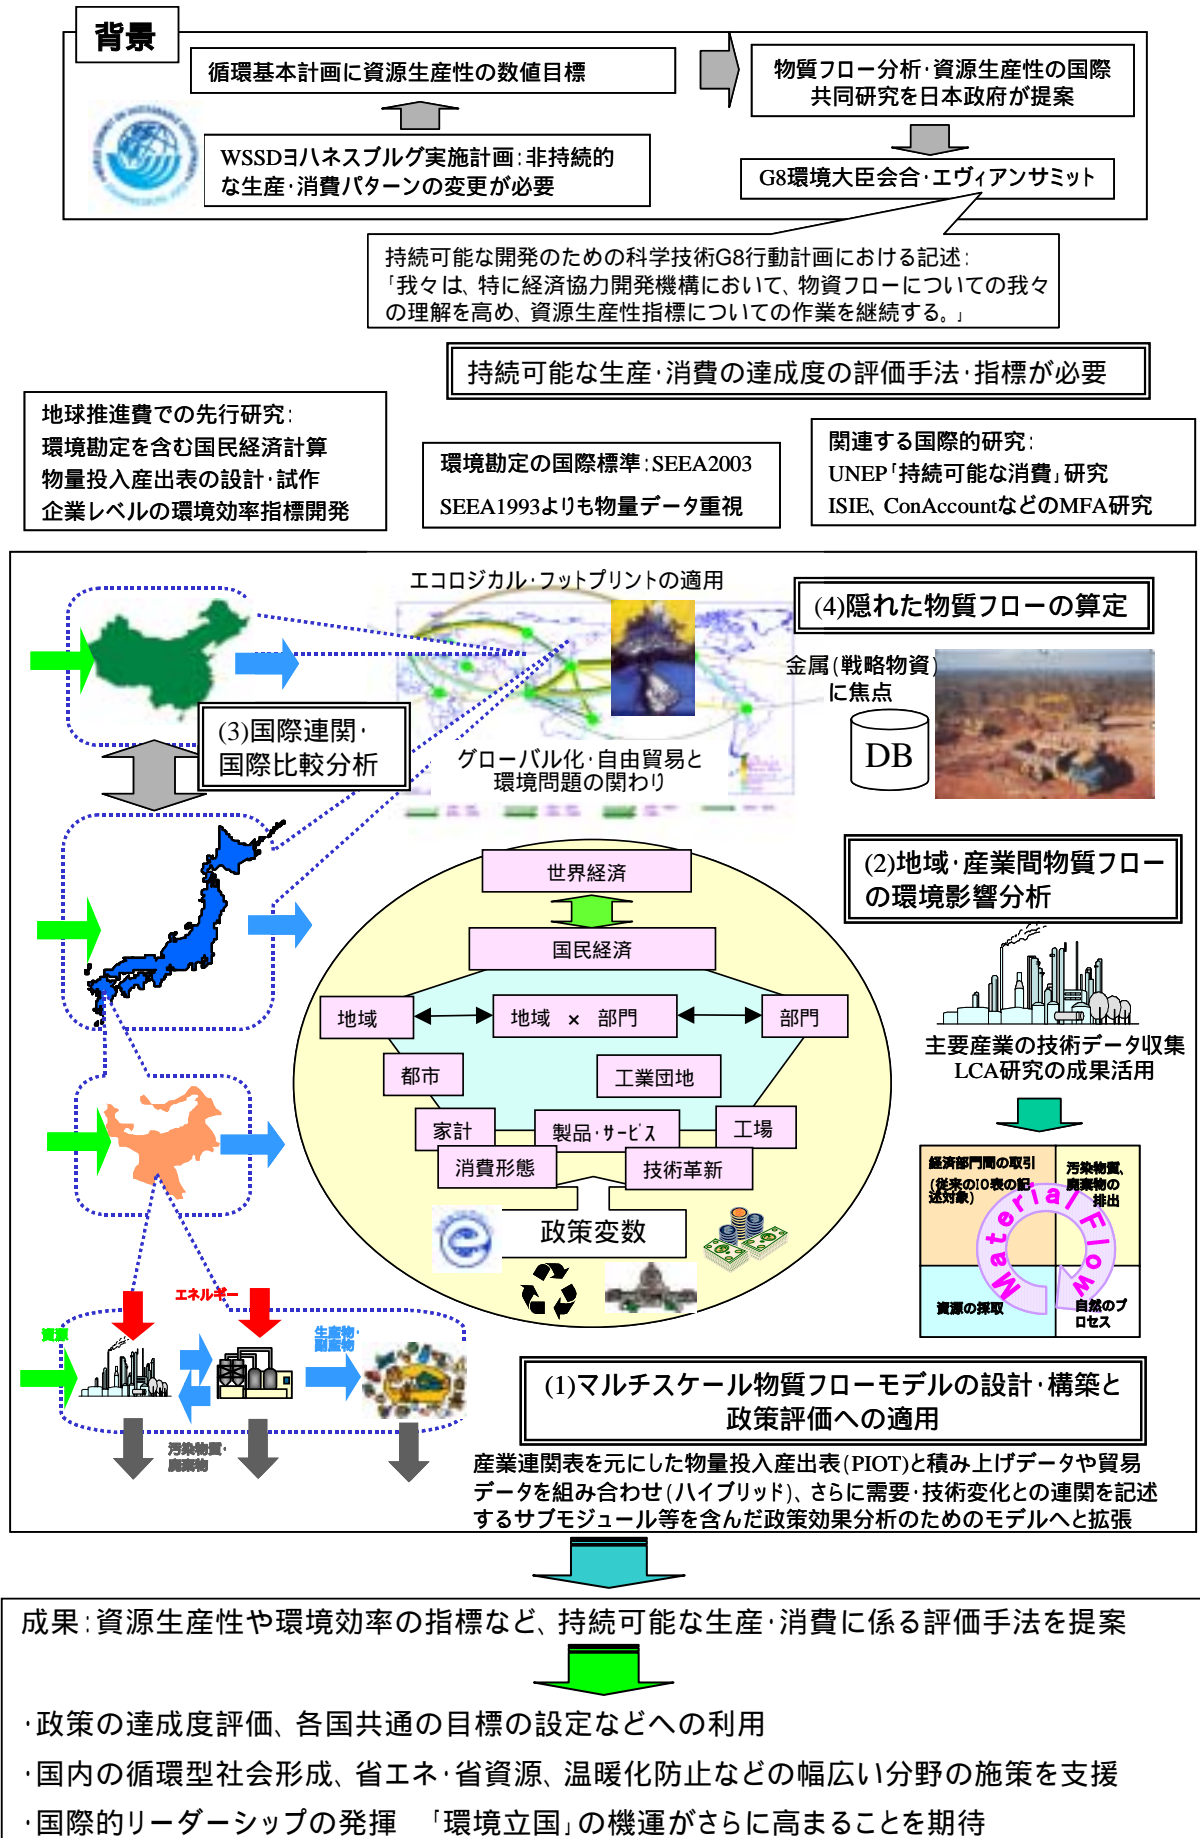 背景
循環基本計画に資源生産性の数値目標
物質フロー分析・資源生産性の国際
共同研究を日本政府が提案
WSSDヨハネスブルグ実施計画：非持続的
な生産・消費パターンの変更が必要
G8環境大臣会合・エヴィアンサミット
持続可能な開発のための科学技術G8行動計画における記述：
「我々は、特に経済協力開発機構において、物資フローについての我々
の理解を高め、資源生産性指標についての作業を継続する。」
持続可能な生産・消費の達成度の評価手法・指標が必要
地球推進費での先行研究：
環境勘定を含む国民経済計算
物量投入産出表の設計・試作
企業レベルの環境効率指標開発
環境勘定の国際標準：SEEA2003
SEEA1993よりも物量データ重視
関連する国際的研究：
UNEP「持続可能な消費」研究
ISIE、ConAccountなどのMFA研究
エコロジカル・フットプリントの適用
(4)隠れた物質フローの算定
金属(戦略物資)
に焦点
DB
(3)国際連関・
国際比較分析
グローバル化・自由貿易と
環境問題の関わり
(2)地域・産業間物質フロー
の環境影響分析
世界経済
国民経済
地域
地域 × 部門
部門
都市
工業団地
家計
製品・サービス
工場
消費形態
技術革新
政策変数
主要産業の技術データ収集
LCA研究の成果活用
経済部門間の取引
(従来のIO表の記
述対象)
汚染物質、
廃棄物の
排出
Material Flow
資源の採取
自然のプ
ロセス
エネルギー
資源
生産物・
副産物
汚染物質・
廃棄物
(1)マルチスケール物質フローモデルの設計・構築と
政策評価への適用
産業連関表を元にした物量投入産出表(PIOT)と積み上げデータや貿易
データを組み合わせ(ハイブリッド)、さらに需要・技術変化との連関を記述
するサブモジュール等を含んだ政策効果分析のためのモデルへと拡張
成果：資源生産性や環境効率の指標など、持続可能な生産・消費に係る評価手法を提案
・政策の達成度評価、各国共通の目標の設定などへの利用
・国内の循環型社会形成、省エネ・省資源、温暖化防止などの幅広い分野の施策を支援
・国際的リーダーシップの発揮　「環境立国」の機運がさらに高まることを期待